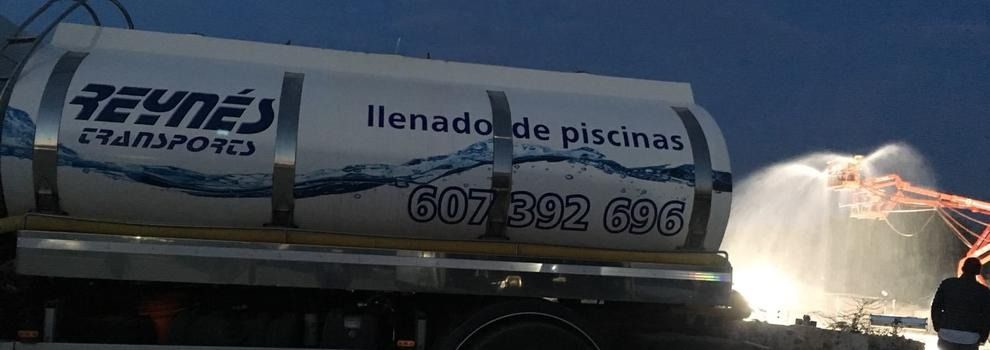 REYNÉS
TRANSPORTS
llenado de piscinas
607 392 696